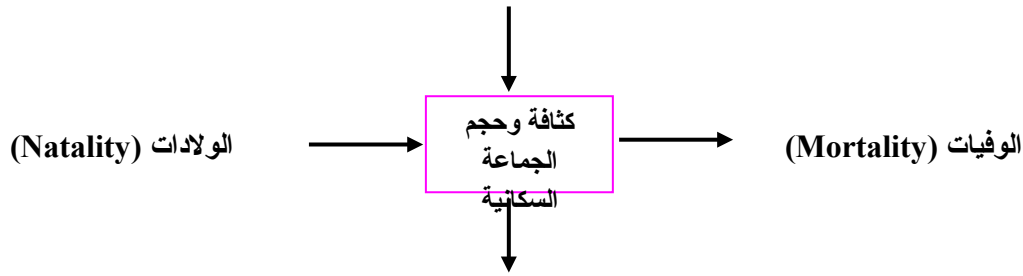 كثافة وحجم
الجماعة
السكانية
الولادات (Natality)
الوفيات (Mortality)